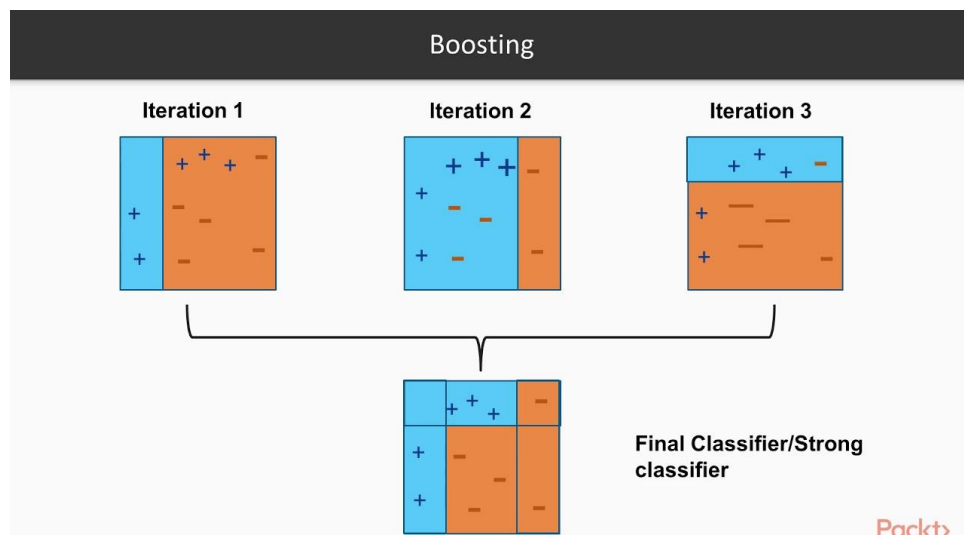 Boosting
Iteration 1
Iteration 2
Iteration 3
Final Classifier/Strong
classifier
Packt>